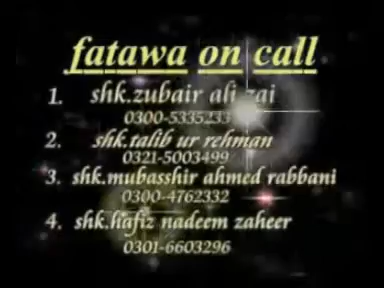 fatawa on call
1. shk.zubair ali zai
0300-5335233
2. shk.talib ur rehman
0321-5003499
3. shk.mubasshir ahmed rabbani
0300-4762332
4. shk.hafiz nadeem zaheer
0301-6603296